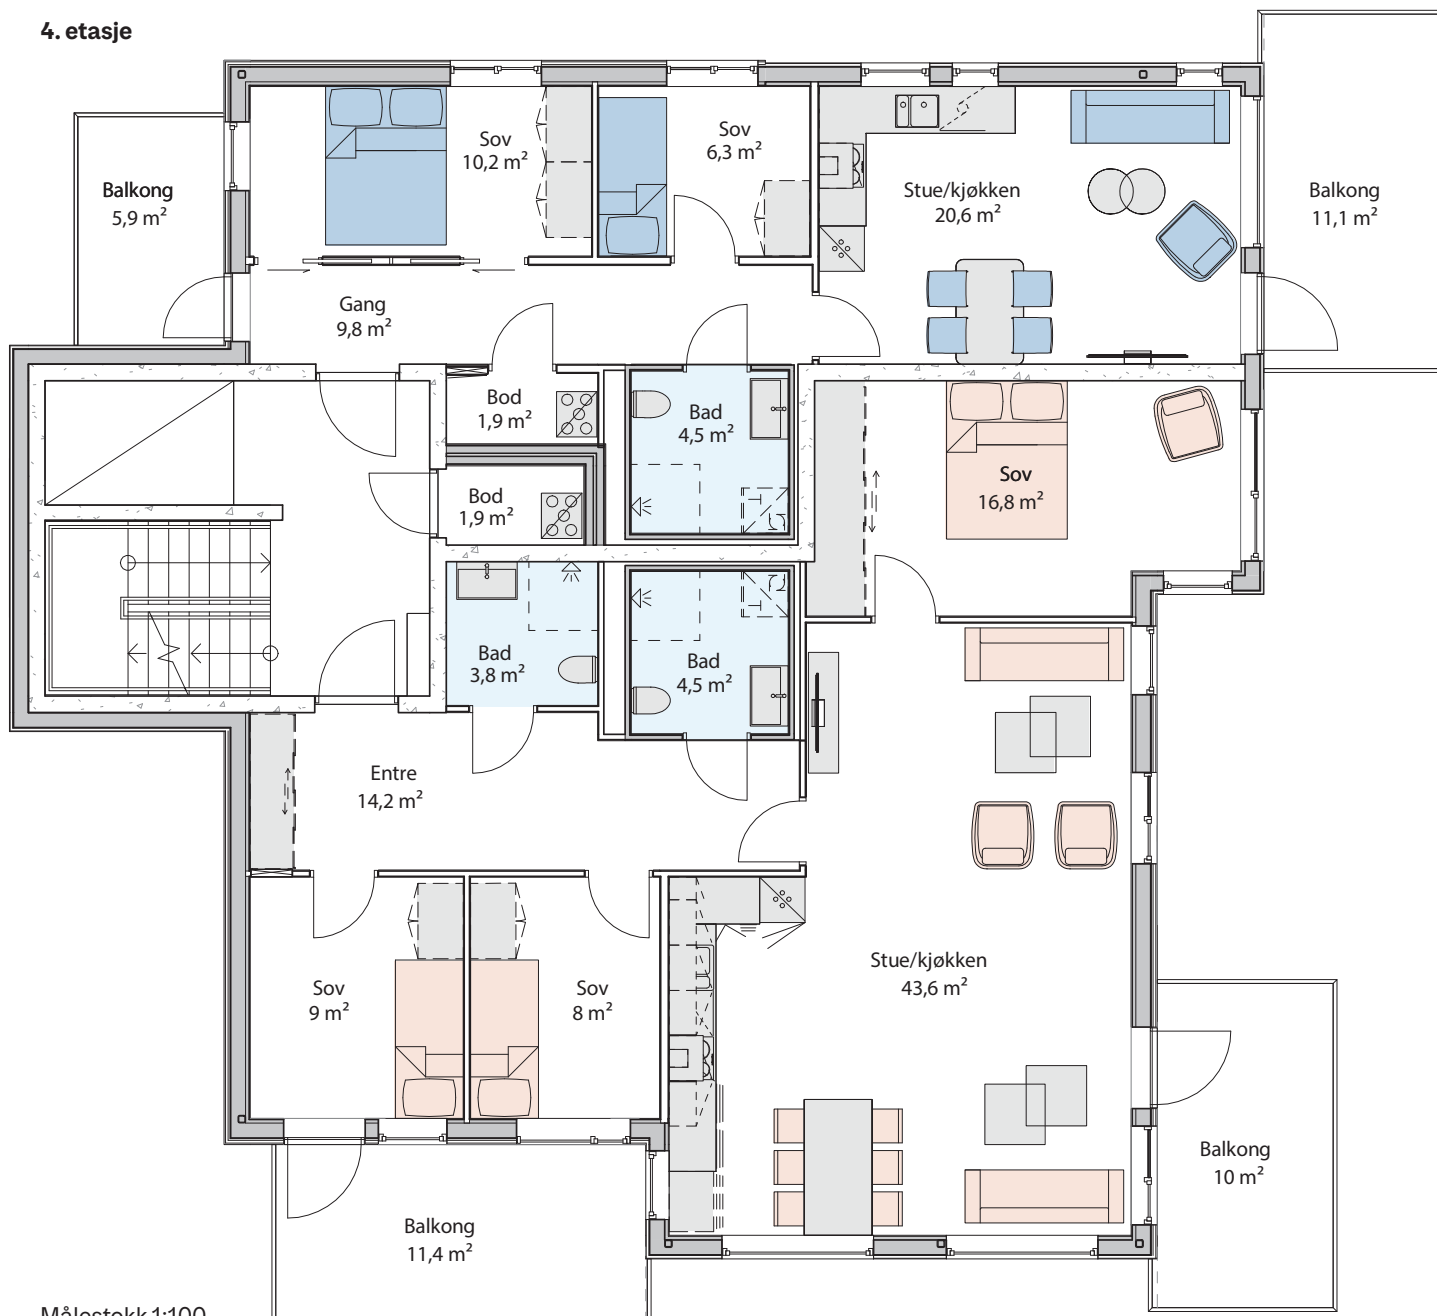 4. etasje
Balkong
5,9 m²
Sov
10,2 m²
Sov
6,3 m²
Stue/kjøkken
20,6 m²
Balkong
11,1 m²
Gang
9,8 m²
Bod
1,9 m²
Bad
4,5 m²
Bod
1,9 m²
Sov
16,8 m²
Bad
3,8 m²
Bad
4,5 m²
Entre
14,2 m²
Sov
9 m²
Sov
8 m²
Stue/kjøkken
43,6 m²
Balkong
10 m²
Balkong
11,4 m²
Målestokk 1:100